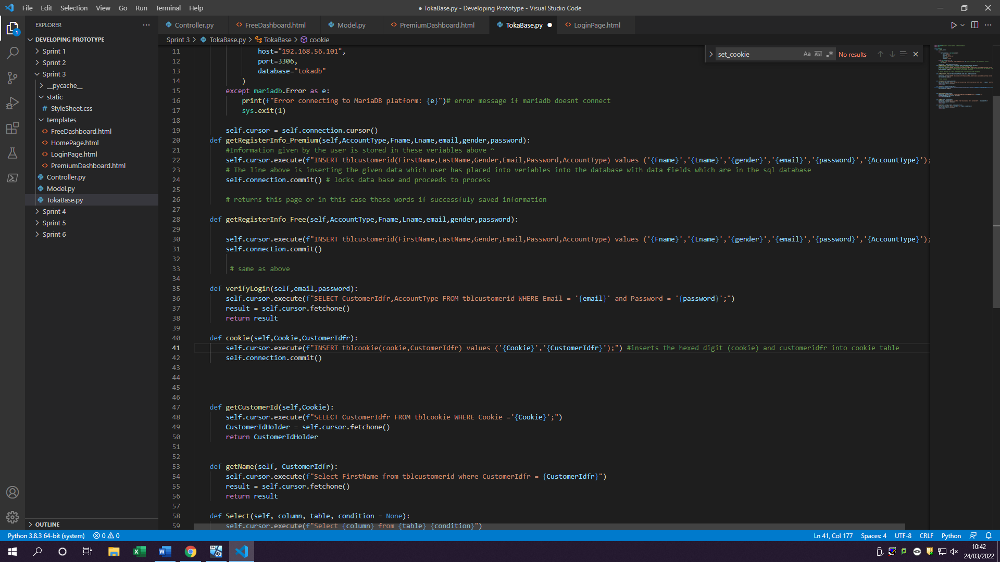 File Edit Selection View Go Run Terminal Help
● TokaBase.py - Developing Prototype - Visual Studio Code
EXPLORER
Controller.py
FreeDashboard.html
Model.py
PremiumDashboard.html
TokaBase.py
LoginPage.html
Sprint 3 > TokaBase.py > TokaBase > cookie
set_cookie
Aa Abl .* No results
1
DEVELOPING PROTOTYPE
Sprint 1
Sprint 2
Sprint 3
__pycache__
static
# StyleSheet.css
templates
<> FreeDashboard.html
<> HomePage.html
<> LoginPage.html
<> PremiumDashboard.html
Controller.py
Model.py
TokaBase.py
Sprint 4
Sprint 5
Sprint 6
OUTLINE
11 host="192.168.56.101",
12 port=3306,
13 database="tokadb"
14 )
15 except mariadb.Error as e:
16 print(f"Error connecting to MariaDB platform: {e}")# error message if mariadb doesnt connect
17 sys.exit(1)
18
19 self.cursor = self.connection.cursor()
20 def getRegisterInfo_Premium(self,AccountType,Fname,Lname,email,gender,password):
21 #Information given by the user is stored in these veriables above ^
22 self.cursor.execute(f"INSERT tblcustomerid(FirstName,LastName,Gender,Email,Password,AccountType) values ('{Fname}','{Lname}','{gender}','{email}','{password}','{AccountType}');
23 # The line above is inserting the given data which user has placed into veriables into the database with data fields which are in the sql database
24 self.connection.commit() # locks data base and proceeds to process
25
26 # returns this page or in this case these words if successfuly saved information
27
28 def getRegisterInfo_Free(self,AccountType,Fname,Lname,email,gender,password):
29
30 self.cursor.execute(f"INSERT tblcustomerid(FirstName,LastName,Gender,Email,Password,AccountType) values ('{Fname}','{Lname}','{gender}','{email}','{password}','{AccountType}');
31 self.connection.commit()
32
33 # same as above
34
35 def verifyLogin(self,email,password):
36 self.cursor.execute(f"SELECT CustomerIdfr,AccountType FROM tblcustomerid WHERE Email = '{email}' and Password = '{password}';")
37 result = self.cursor.fetchone()
38 return result
39
40 def cookie(self,Cookie,CustomerIdfr):
41 self.cursor.execute(f"INSERT tblcookie(cookie,CustomerIdfr) values ('{Cookie}','{CustomerIdfr}');") #inserts the hexed digit (cookie) and customeridfr into cookie table
42 self.connection.commit()
43
44
45
46
47 def getCustomerId(self,Cookie):
48 self.cursor.execute(f"SELECT CustomerIdfr FROM tblcookie WHERE Cookie ='{Cookie}';")
49 CustomerIdHolder = self.cursor.fetchone()
50 return CustomerIdHolder
51
52
53 def getName(self, CustomerIdfr):
54 self.cursor.execute(f"Select FirstName from tblcustomerid where CustomerIdfr = {CustomerIdfr}")
55 result = self.cursor.fetchone()
56 return result
57
58 def Select(self, column, table, condition = None):
59 self.cursor.execute(f"Select {column} from {table} {condition}")
Python 3.8.3 64-bit (system) 0 0
Ln 41, Col 177 Spaces: 4 UTF-8 CRLF Python
10:42
24/03/2022